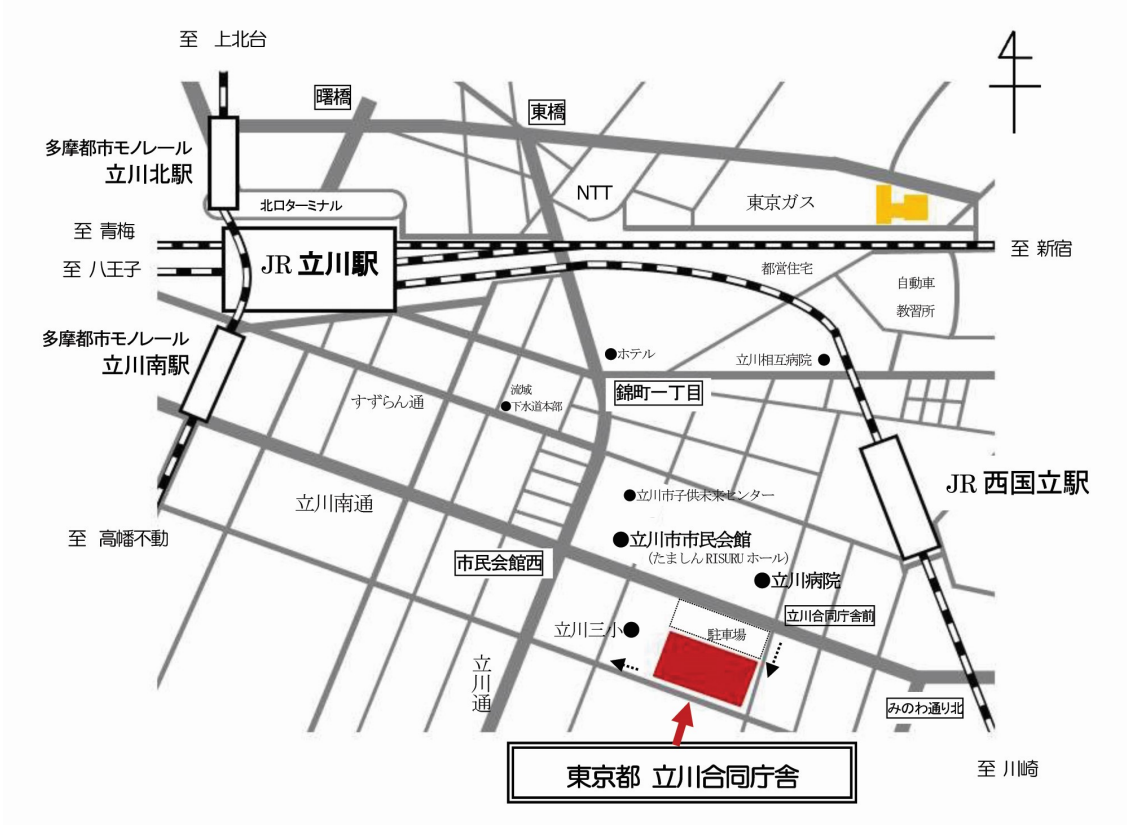 至 上北台
曙橋
東橋
多摩都市モノレール
立川北駅
NTT
東京ガス
北口ターミナル
至 青梅
至 新宿
至 八王子
JR 立川駅
都営住宅
自動車
教習所
多摩都市モノレール
立川南駅
ホテル
立川相互病院
流域
下水道本部
すずらん通
錦町一丁目
JR 西国立駅
立川市子供未来センター
立川南通
至 高幡不動
立川市市民会館
(たましんRISURUホール)
市民会館西
立川病院
立川合同庁舎前
立川三小
駐車場
立川通
みのわ通り北
東京都 立川合同庁舎
至 川崎